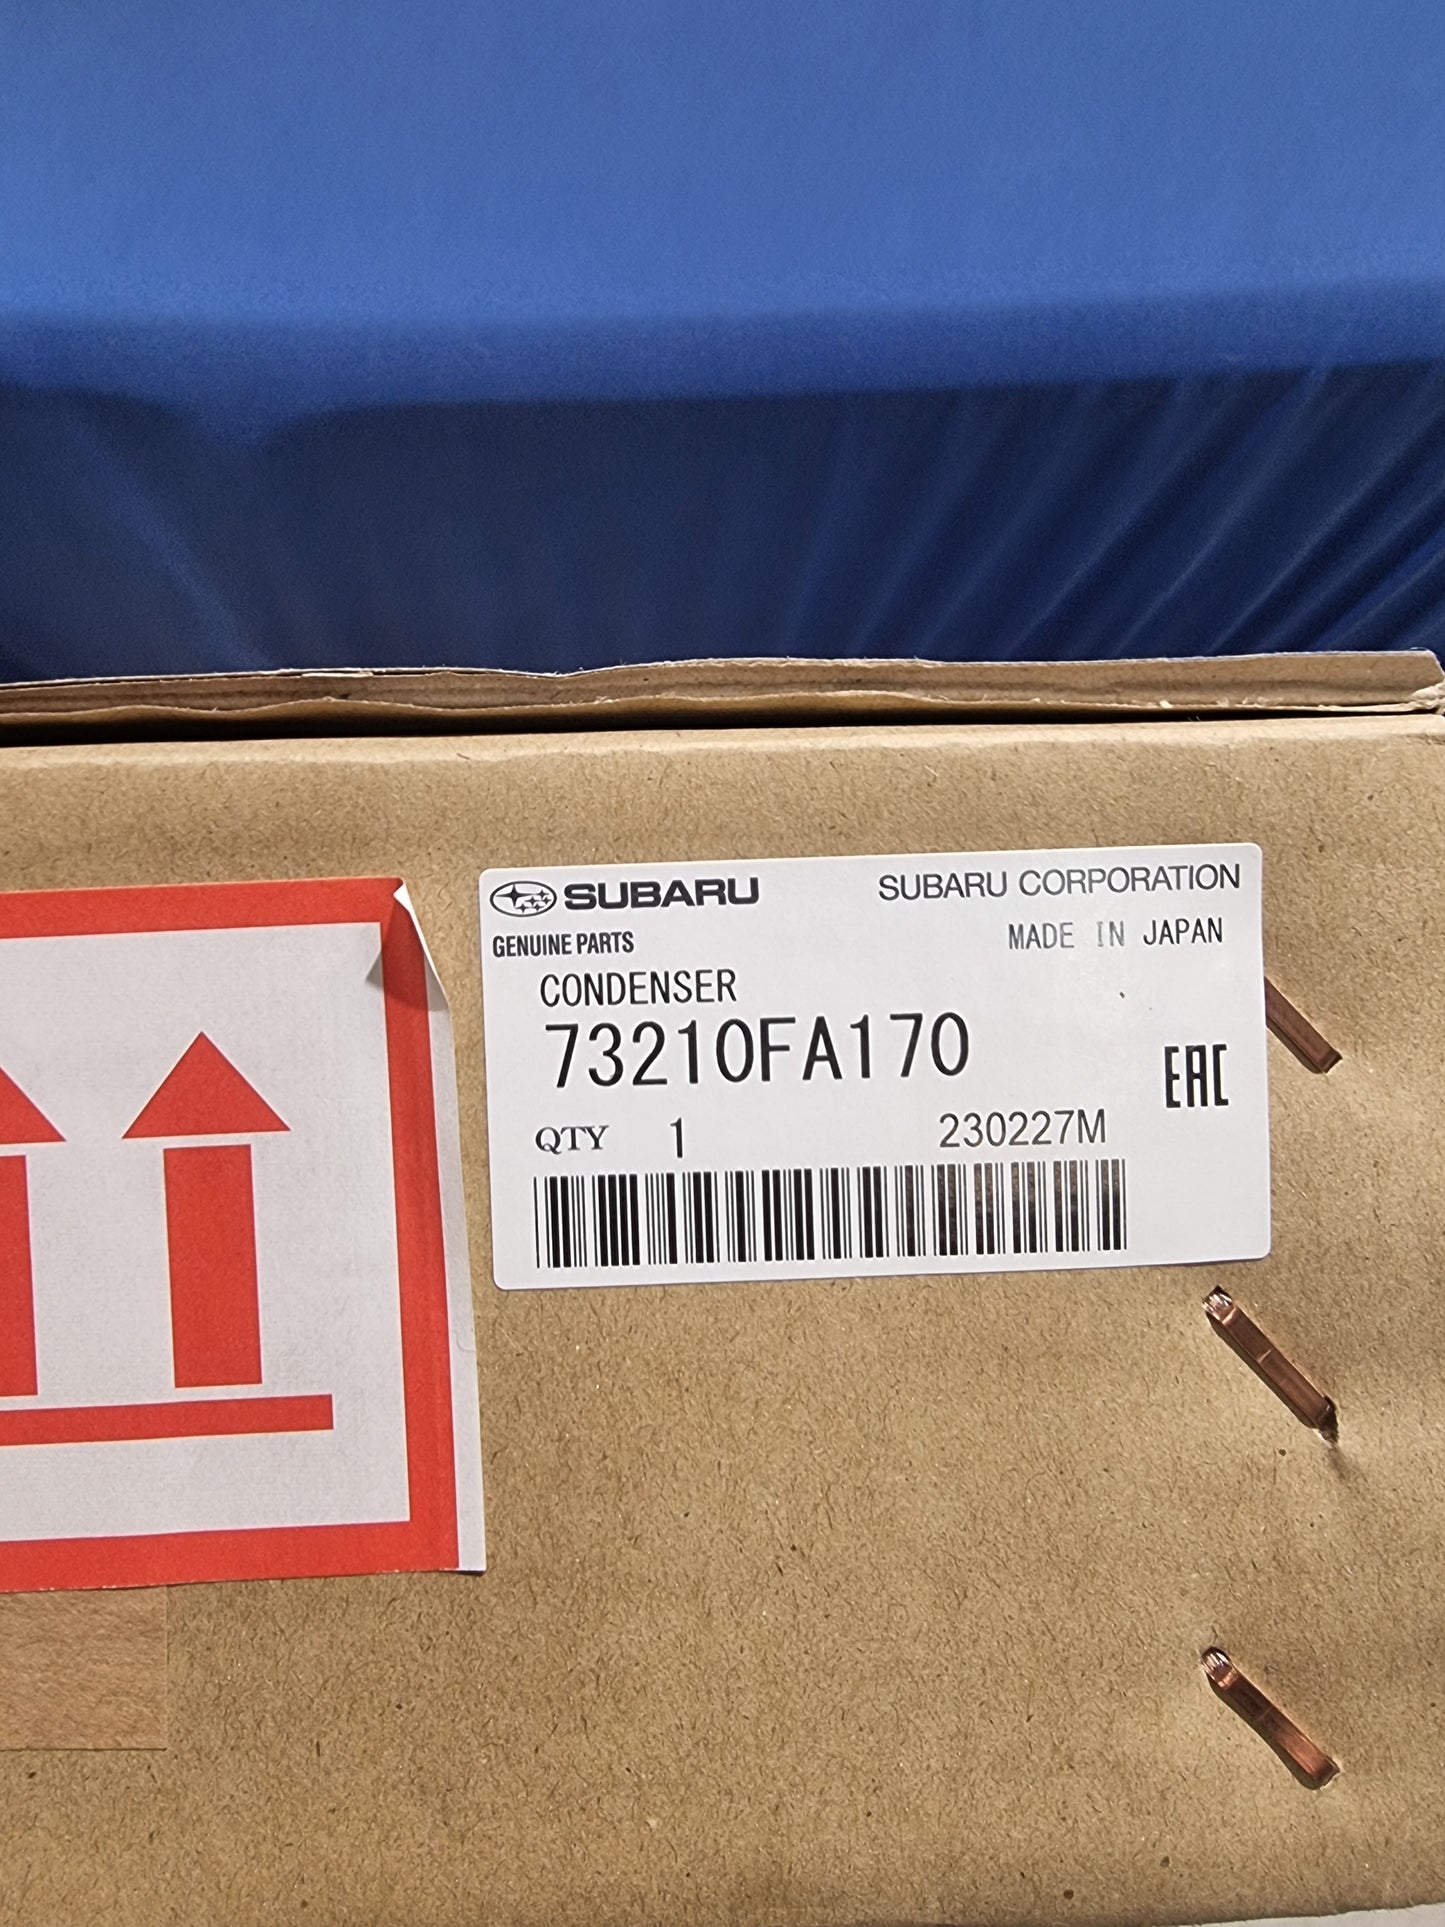 SUBARU SUBARU CORPORATION
GENUINE PARTS MADE IN JAPAN
CONDENSER
73210FA170
EAC
QTY 1 230227M